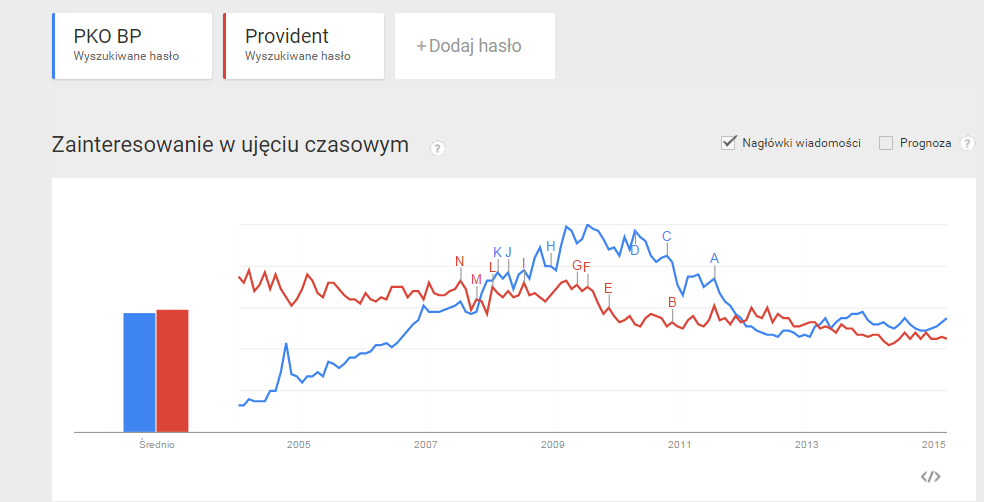 PKO BP
Wyszukiwane hasło
Provident
Wyszukiwane hasło
+ Dodaj hasło
Zainteresowanie w ujęciu czasowym ?
Nagłówki wiadomości
Prognoza ?
N
M
L
K
J
I
H
G
F
E
D
C
B
A
Średnio
2005
2007
2009
2011
2013
2015
</>